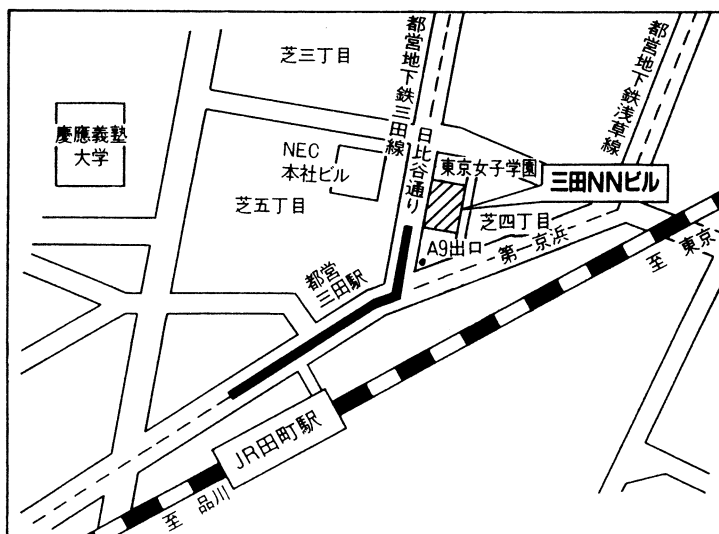 芝三丁目
都営地下鉄三田線
都営地下鉄浅草線
慶應義塾
大学
NEC
本社ビル
日比谷通り
東京女子学園
三田NNビル
芝五丁目
芝四丁目
A9出口
第一京浜
至 東京
都営
三田駅
JR田町駅
至 品川